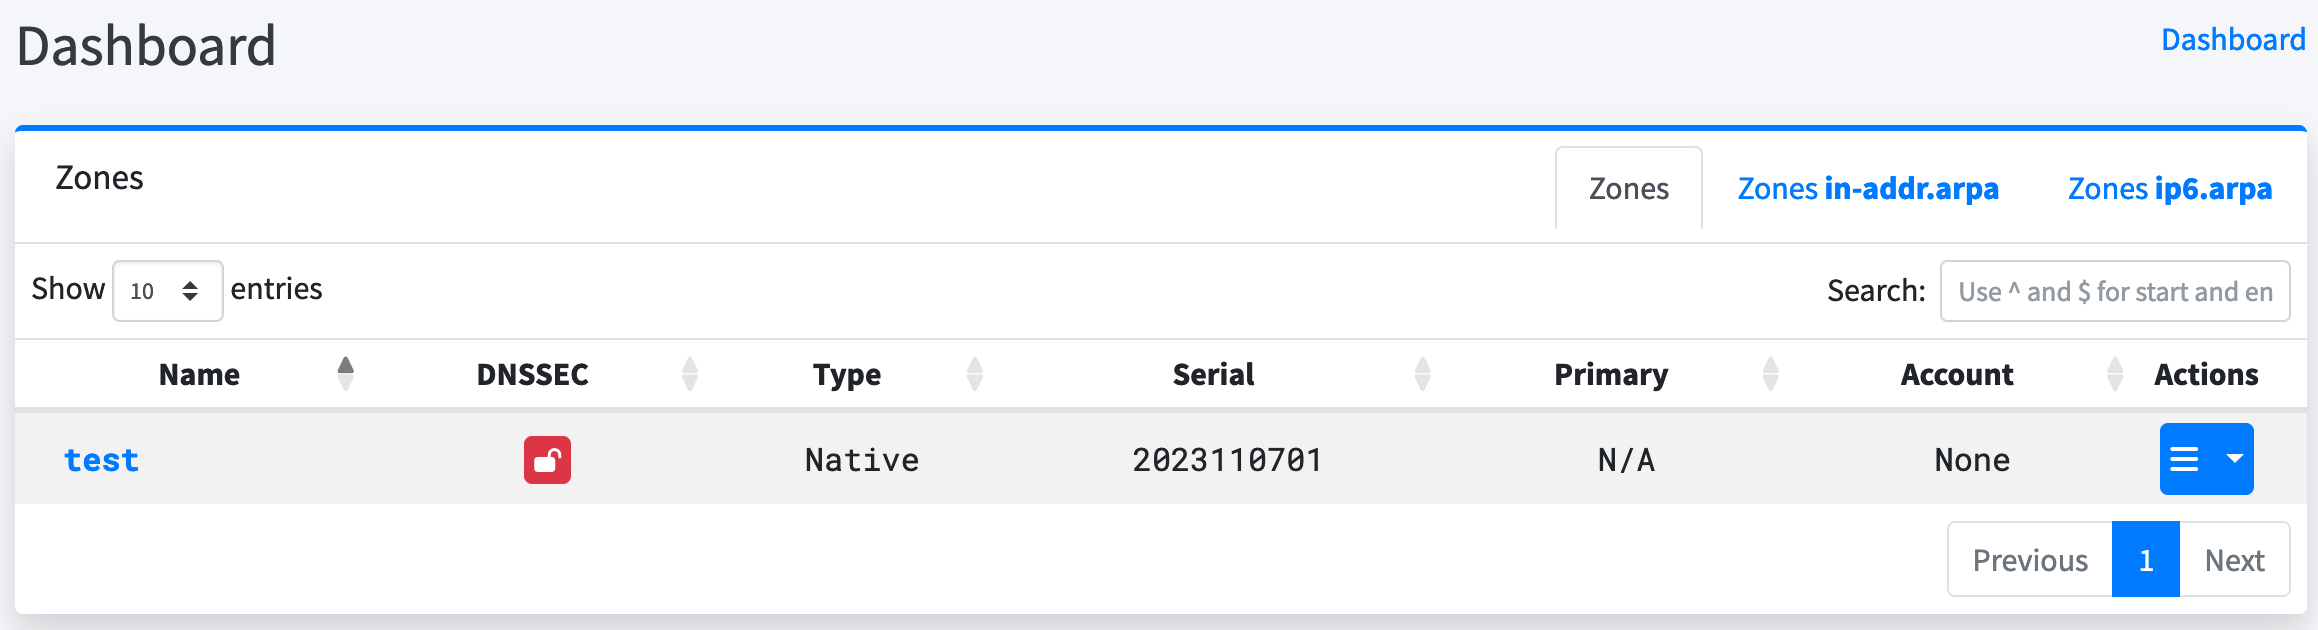 Dashboard
Dashboard
Zones
Zones
Zones in-addr.arpa
Zones ip6.arpa
Show 10 entries
Search: Use ^ and $ for start and en
Name DNSSEC Type Serial Primary Account Actions
test Native 2023110701 N/A None
Previous 1 Next